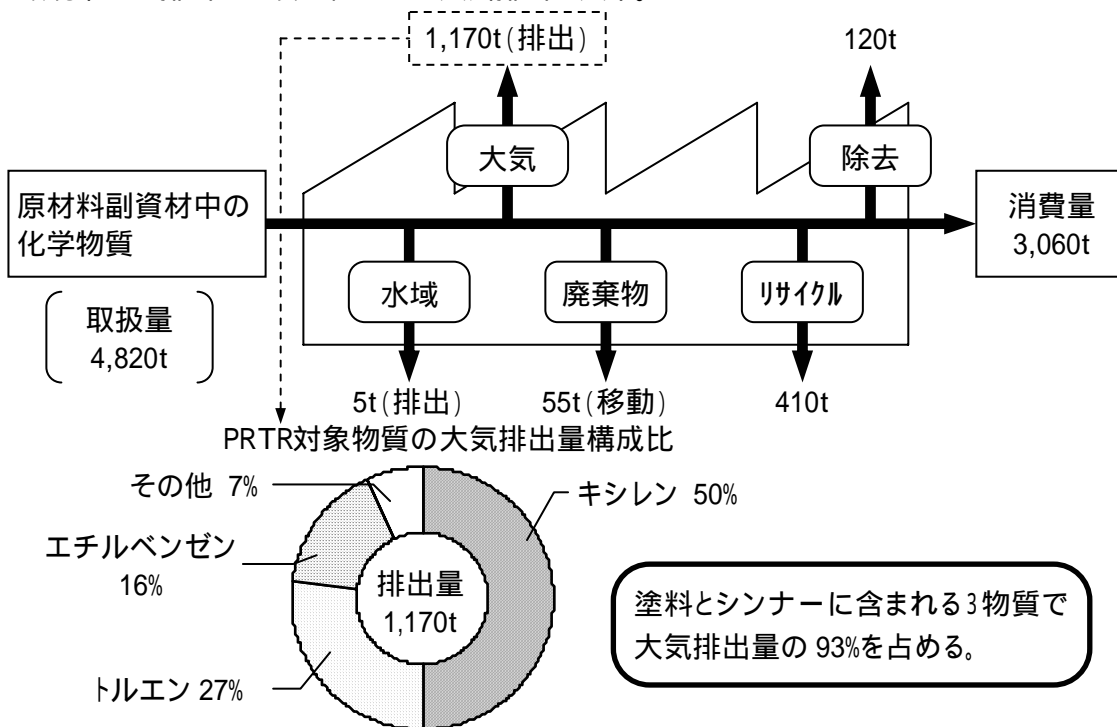 1,170t(排出)
120t
大気
除去
原材料副資材中の
化学物質
消費量
3,060t
水域
廃棄物
リサイクル
取扱量
4,820t
5t(排出)
55t(移動)
410t
PRTR対象物質の大気排出量構成比
その他 7%
キシレン 50%
エチルベンゼン
16%
排出量
1,170t
塗料とシンナーに含まれる3物質で
大気排出量の 93%を占める。
トルエン 27%